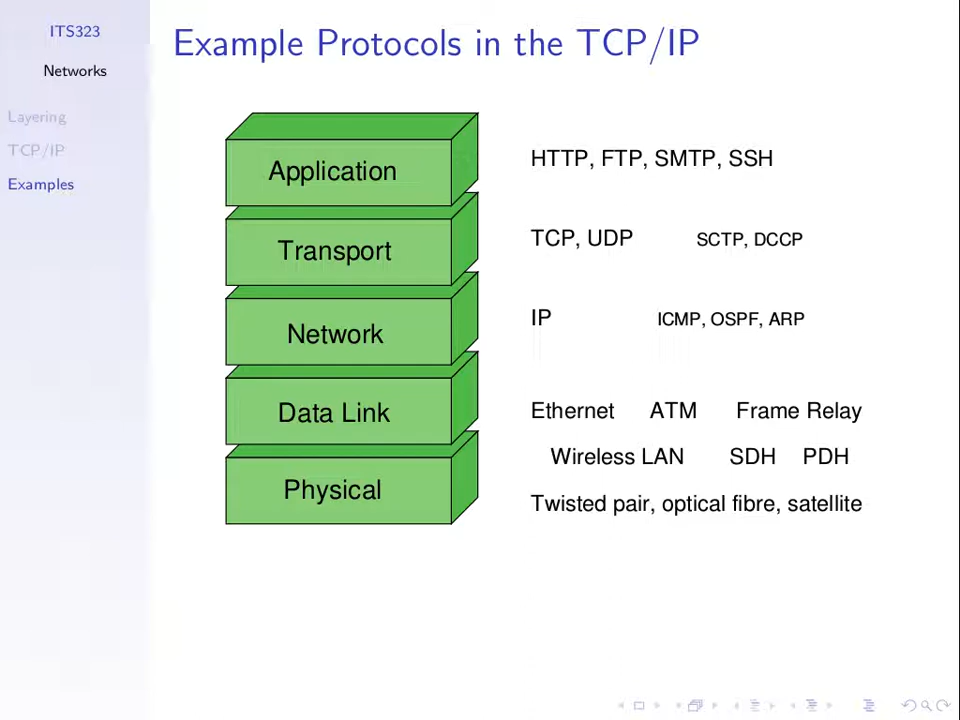 ITS323
Networks
Layering
TCP/IP
Examples
Example Protocols in the TCP/IP
Application
HTTP, FTP, SMTP, SSH
Transport
TCP, UDP SCTP, DCCP
Network
IP ICMP, OSPF, ARP
Data Link
Ethernet ATM Frame Relay
Wireless LAN SDH PDH
Physical
Twisted pair, optical fibre, satellite